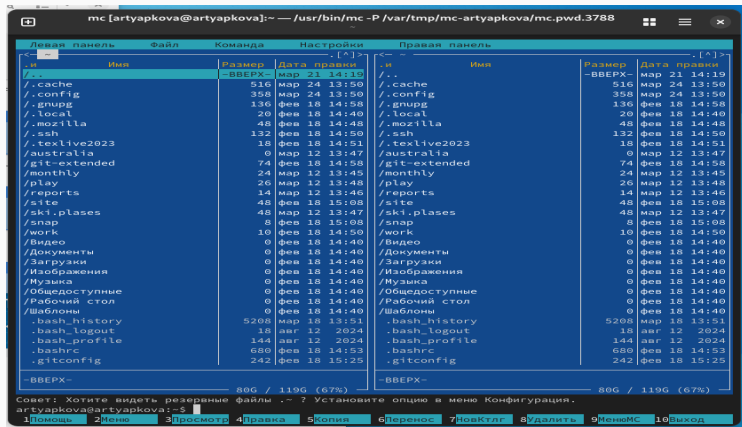 mc [artyapkova@artyapkova]:~ — /usr/bin/mc -P /var/tmp/mc-artyapkova/mc.pwd.3788
Левая панель Файл Команда Настройки Правая панель
<— ~ .[^]> <— ~ .[^]>
.и Имя Размер Дата правки .и Имя Размер Дата правки
/.. -ВВЕРХ- мар 21 14:19 /.. -ВВЕРХ- мар 21 14:19
/.cache 516 мар 24 13:50 /.cache 516 мар 24 13:50
/.config 358 мар 24 13:50 /.config 358 мар 24 13:50
/.gnupg 136 фев 18 14:58 /.gnupg 136 фев 18 14:58
/.local 20 фев 18 14:40 /.local 20 фев 18 14:40
/.mozilla 48 фев 18 14:48 /.mozilla 48 фев 18 14:48
/.ssh 132 фев 18 14:50 /.ssh 132 фев 18 14:50
/.texlive2023 18 фев 18 14:51 /.texlive2023 18 фев 18 14:51
/australia 0 мар 12 13:47 /australia 0 мар 12 13:47
/git-extended 74 фев 18 14:58 /git-extended 74 фев 18 14:58
/monthly 24 мар 12 13:45 /monthly 24 мар 12 13:45
/play 26 мар 12 13:48 /play 26 мар 12 13:48
/reports 14 мар 12 13:46 /reports 14 мар 12 13:46
/site 48 фев 18 15:08 /site 48 фев 18 15:08
/ski.plases 48 мар 12 13:47 /ski.plases 48 мар 12 13:47
/snap 8 фев 18 15:08 /snap 8 фев 18 15:08
/work 10 фев 18 14:50 /work 10 фев 18 14:50
/Видео 0 фев 18 14:40 /Видео 0 фев 18 14:40
/Документы 0 фев 18 14:40 /Документы 0 фев 18 14:40
/Загрузки 0 фев 18 14:40 /Загрузки 0 фев 18 14:40
/Изображения 0 фев 18 14:40 /Изображения 0 фев 18 14:40
/Музыка 0 фев 18 14:40 /Музыка 0 фев 18 14:40
/Общедоступные 0 фев 18 14:40 /Общедоступные 0 фев 18 14:40
/Рабочий стол 0 фев 18 14:40 /Рабочий стол 0 фев 18 14:40
/Шаблоны 0 фев 18 14:40 /Шаблоны 0 фев 18 14:40
.bash_history 5208 мар 18 13:51 .bash_history 5208 мар 18 13:51
.bash_logout 18 авг 12 2024 .bash_logout 18 авг 12 2024
.bash_profile 144 авг 12 2024 .bash_profile 144 авг 12 2024
.bashrc 680 фев 18 14:53 .bashrc 680 фев 18 14:53
.gitconfig 242 фев 18 15:25 .gitconfig 242 фев 18 15:25
-ВВЕРХ- -ВВЕРХ-
80G / 119G (67%) 80G / 119G (67%)
Совет: Хотите видеть резервные файлы .~ ? Установите опцию в меню Конфигурация.
artyapkova@artyapkova:~$
1Помощь 2Меню 3Просмотр 4Правка 5Копия 6Перенос 7НовКтлг 8Удалить 9МенюМС 10Выход